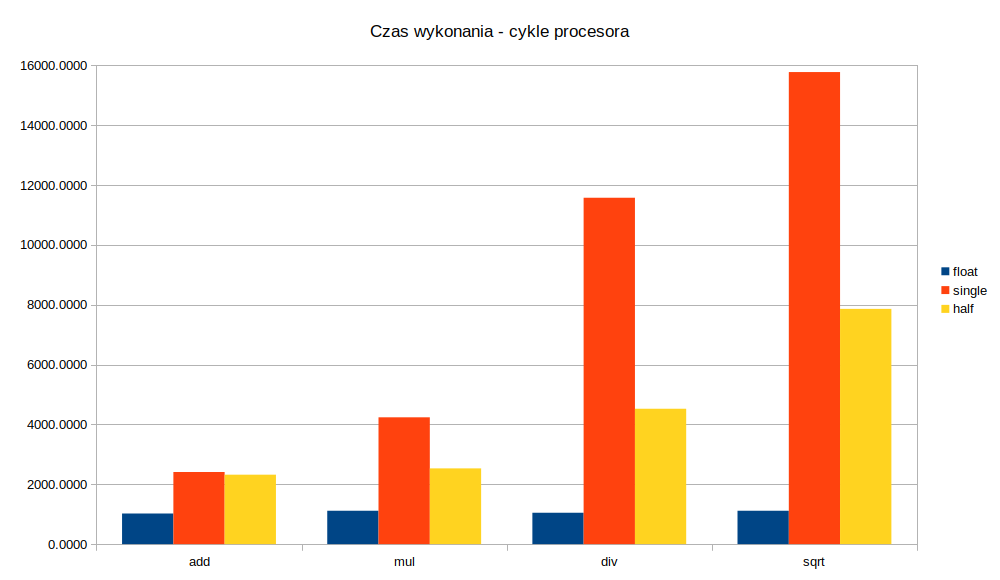 Czas wykonania - cykle procesora
16000.0000
14000.0000
12000.0000
10000.0000
8000.0000
6000.0000
4000.0000
2000.0000
0.0000
add mul div sqrt
float
single
half